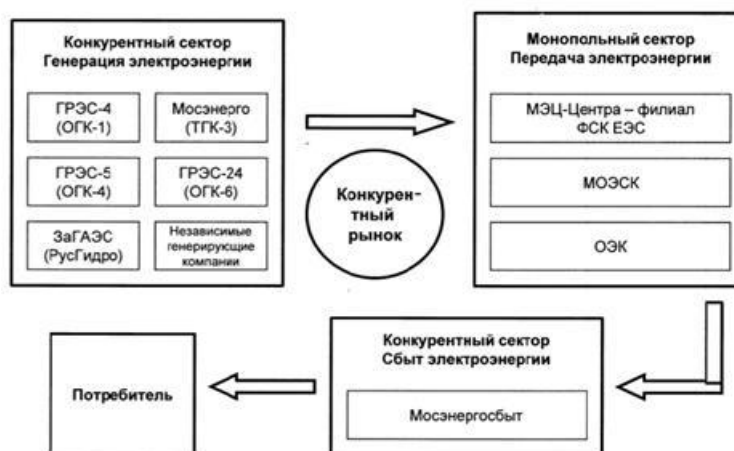 Конкурентный сектор
Генерация электроэнергии
ГРЭС-4
(ОГК-1)
Мосэнерго
(ТГК-3)
ГРЭС-5
(ОГК-4)
ГРЭС-24
(ОГК-6)
ЗаГАЭС
(РусГидро)
Независимые
генерирующие
компании
Конкурен-
тный
рынок
Монопольный сектор
Передача электроэнергии
МЭЦ-Центра – филиал
ФСК ЕЭС
МОЭСК
ОЭК
Конкурентный сектор
Сбыт электроэнергии
Мосэнергосбыт
Потребитель